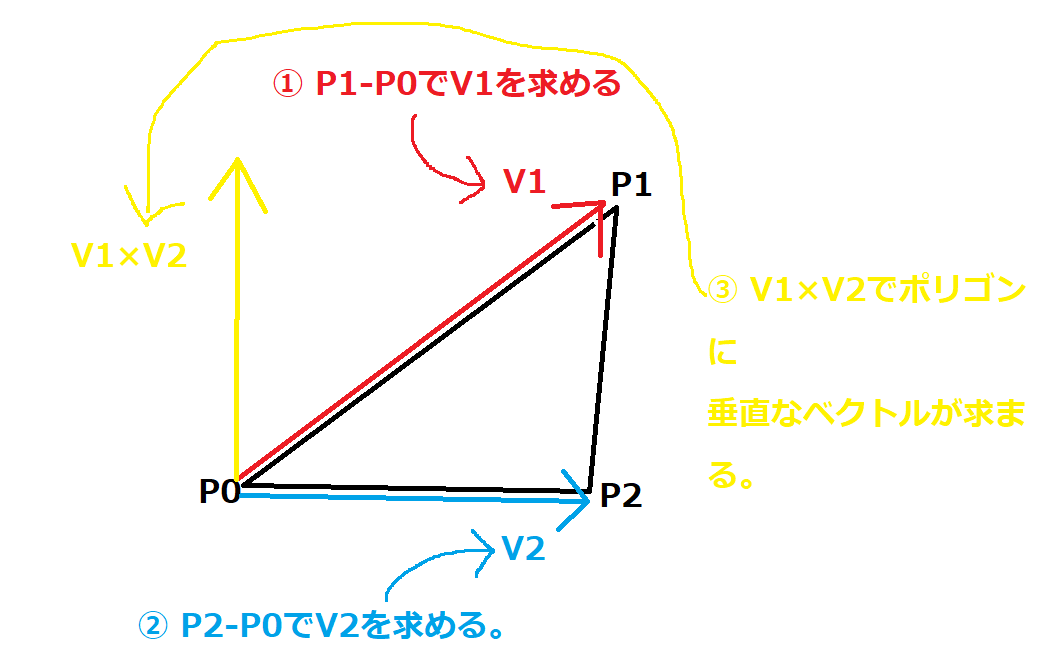 ① P1-P0でV1を求める
V1
P1
V1×V2
③ V1×V2でポリゴン
に
垂直なベクトルが求ま
る。
P0
P2
V2
② P2-P0でV2を求める。